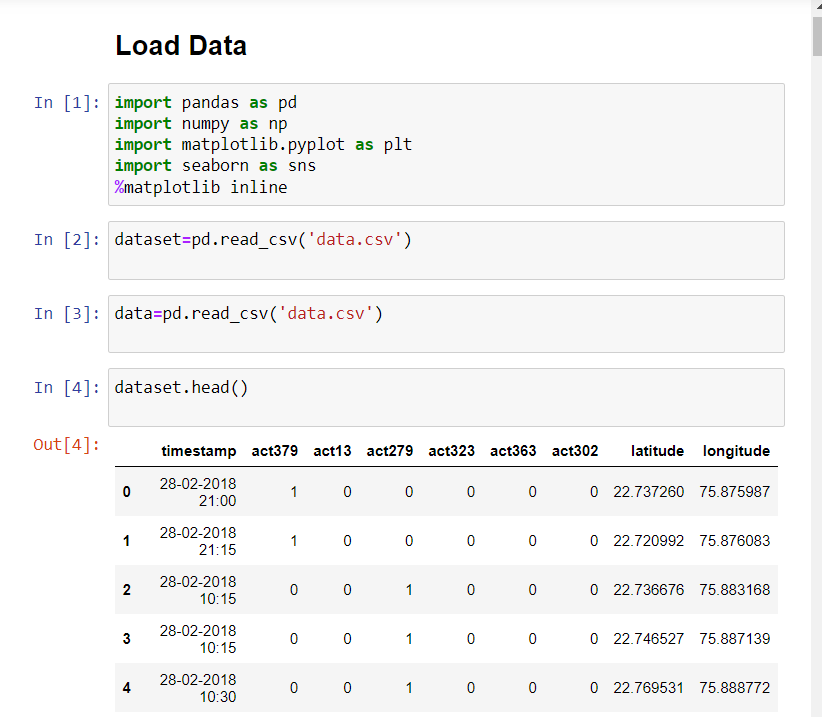 Load Data
In [1]: import pandas as pd
import numpy as np
import matplotlib.pyplot as plt
import seaborn as sns
%matplotlib inline
In [2]: dataset=pd.read_csv('data.csv')
In [3]: data=pd.read_csv('data.csv')
In [4]: dataset.head()
Out[4]:
timestamp act379 act13 act279 act323 act363 act302 latitude longitude
0 28-02-2018 21:00 1 0 0 0 0 0 22.737260 75.875987
1 28-02-2018 21:15 1 0 0 0 0 0 22.720992 75.876083
2 28-02-2018 10:15 0 0 1 0 0 0 22.736676 75.883168
3 28-02-2018 10:15 0 0 1 0 0 0 22.746527 75.887139
4 28-02-2018 10:30 0 0 1 0 0 0 22.769531 75.888772